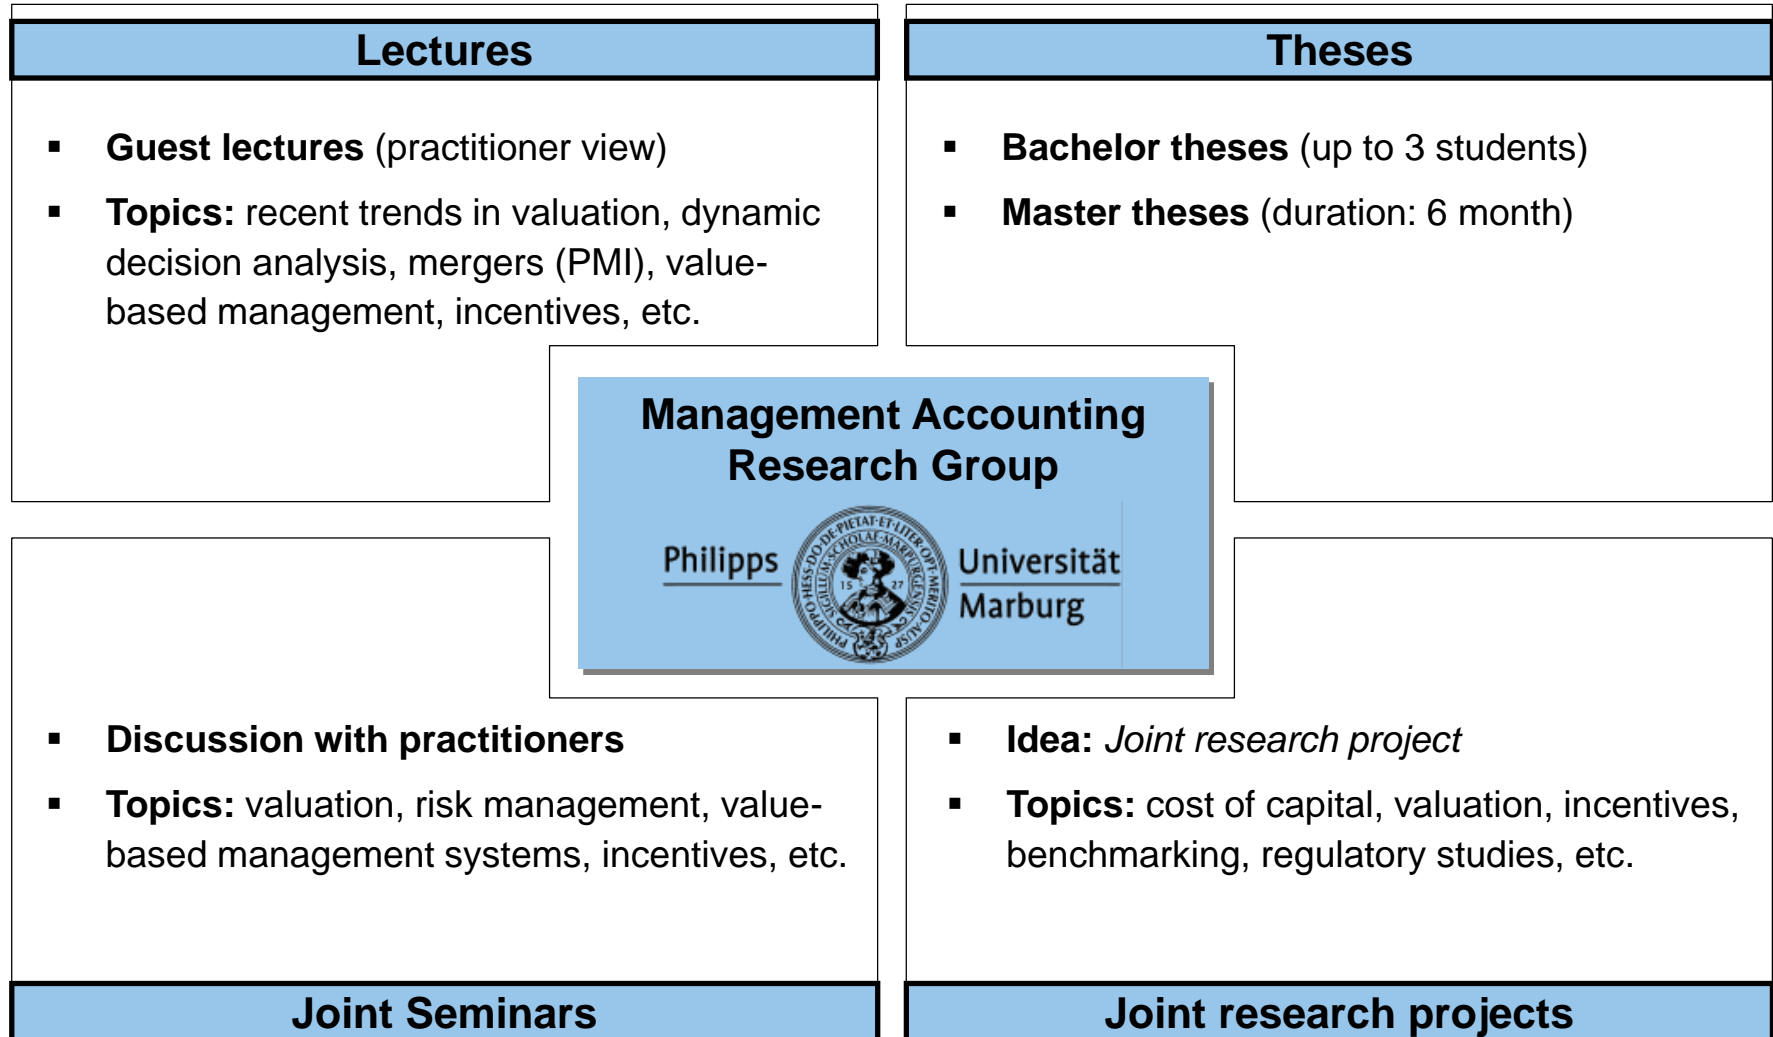 Lectures
▪ Guest lectures (practitioner view)
▪ Topics: recent trends in valuation, dynamic
decision analysis, mergers (PMI), value-
based management, incentives, etc.
Theses
▪ Bachelor theses (up to 3 students)
▪ Master theses (duration: 6 month)
Management Accounting
Research Group
Philipps
Universität
Marburg
15 27
▪ Discussion with practitioners
▪ Topics: valuation, risk management, value-
based management systems, incentives, etc.
Joint Seminars
▪ Idea: Joint research project
▪ Topics: cost of capital, valuation, incentives,
benchmarking, regulatory studies, etc.
Joint research projects